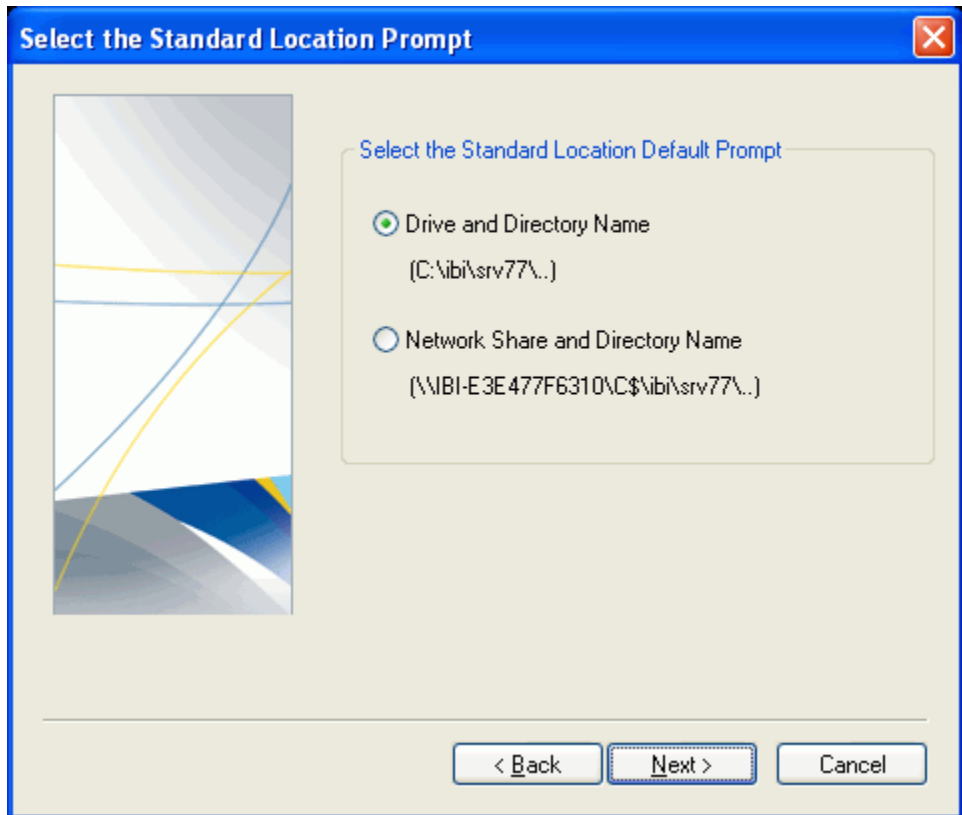 Select the Standard Location Prompt
Select the Standard Location Default Prompt
Drive and Directory Name
(C:\ibi\srv77\..)
Network Share and Directory Name
(\\IBI-E3E477F6310\C$\ibi\srv77\..)
< Back
Next >
Cancel